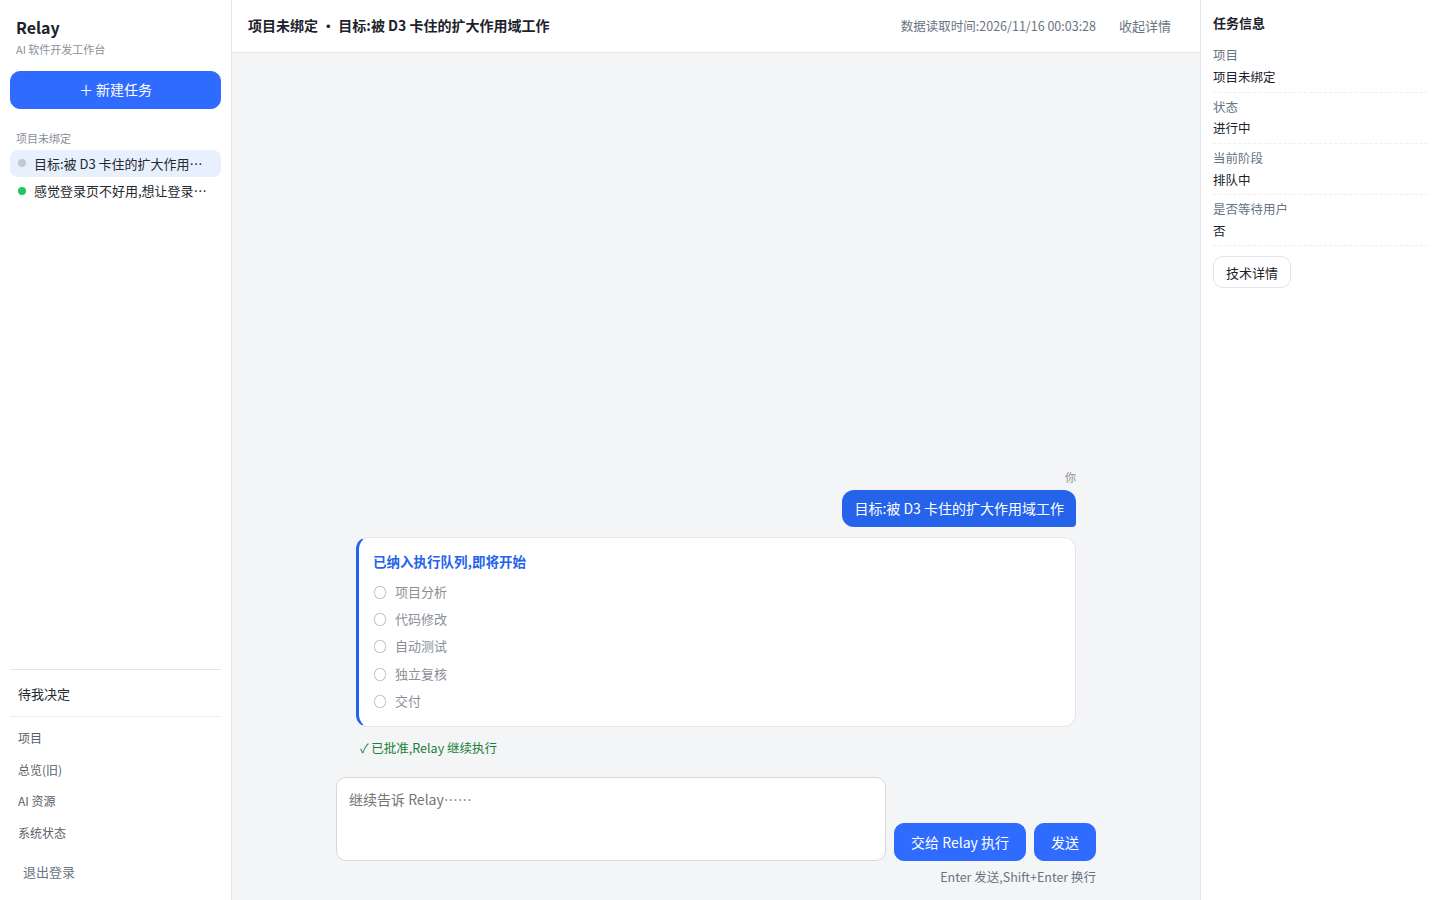 Relay
AI 软件开发工作台
＋ 新建任务
项目未绑定
目标:被 D3 卡住的扩大作用…
感觉登录页不好用,想让登录…
待我决定
项目
总览(旧)
AI 资源
系统状态
退出登录
项目未绑定 · 目标:被 D3 卡住的扩大作用域工作
数据读取时间:2026/11/16 00:03:28
收起详情
你
目标:被 D3 卡住的扩大作用域工作
已纳入执行队列,即将开始
项目分析
代码修改
自动测试
独立复核
交付
✓ 已批准,Relay 继续执行
继续告诉 Relay……
交给 Relay 执行
发送
Enter 发送,Shift+Enter 换行
任务信息
项目
项目未绑定
状态
进行中
当前阶段
排队中
是否等待用户
否
技术详情